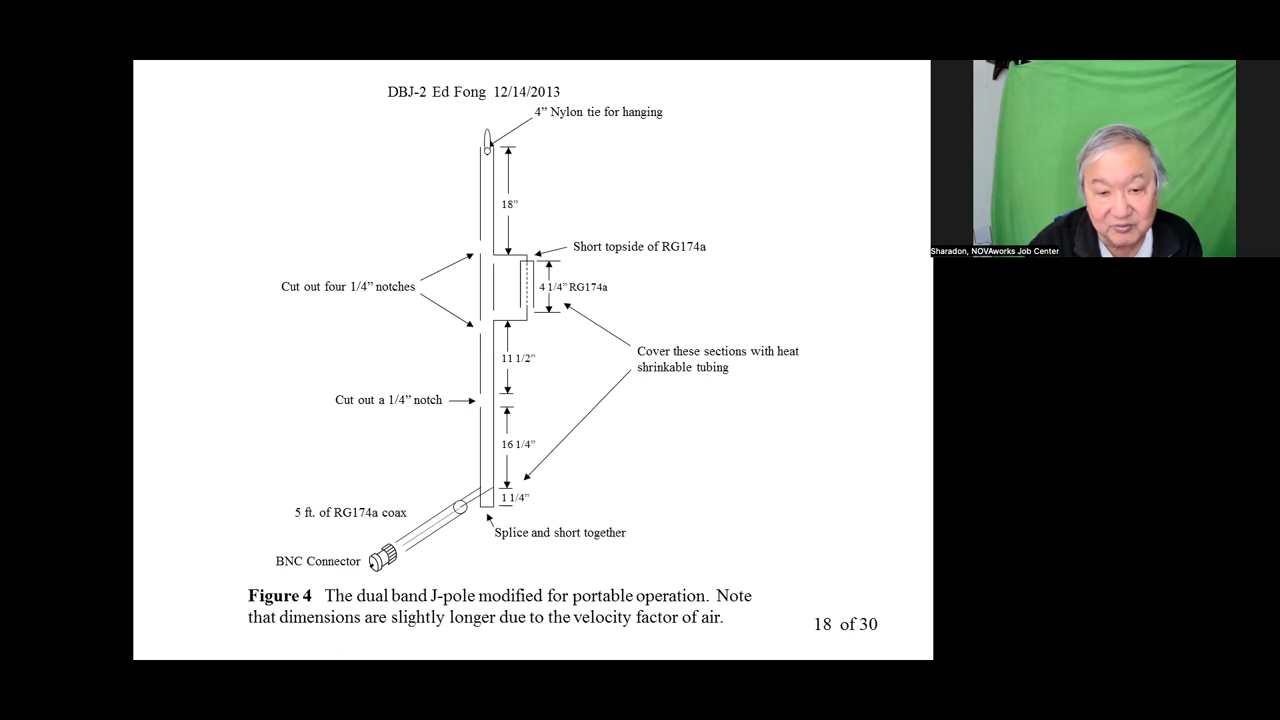 DBJ-2 Ed Fong 12/14/2013
4” Nylon tie for hanging
18”
Short topside of RG174a
Cut out four 1/4” notches
4 1/4” RG174a
Cover these sections with heat
shrinkable tubing
11 1/2”
Cut out a 1/4” notch
16 1/4”
1 1/4”
5 ft. of RG174a coax
Splice and short together
BNC Connector
Figure 4 The dual band J-pole modified for portable operation. Note
that dimensions are slightly longer due to the velocity factor of air.
18 of 30
Sharadon, NOVAworks Job Center